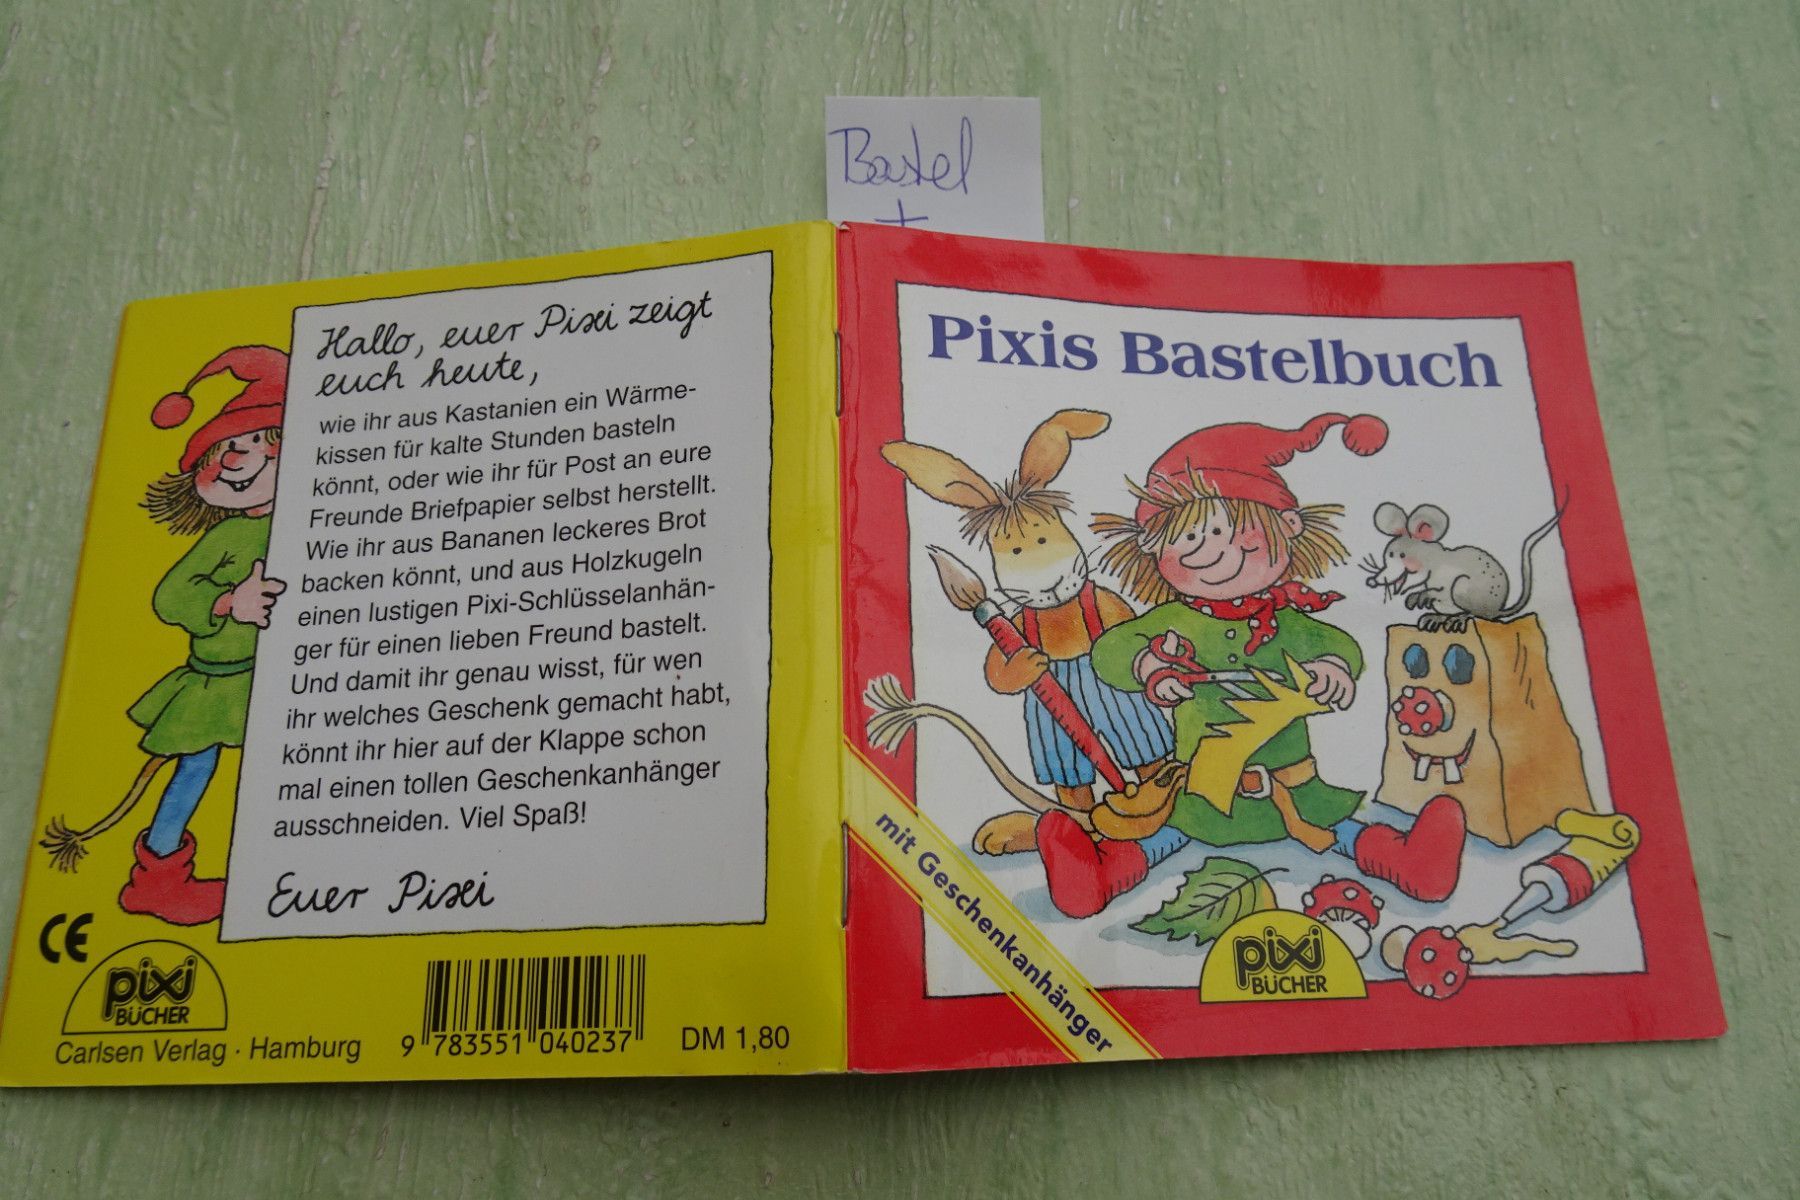 Bastel
+
Hallo, euer Pixi zeigt
euch heute,
wie ihr aus Kastanien ein Wärme-
kissen für kalte Stunden basteln
könnt, oder wie ihr für Post an eure
Freunde Briefpapier selbst herstellt.
Wie ihr aus Bananen leckeres Brot
backen könnt, und aus Holzkugeln
einen lustigen Pixi-Schlüsselanhän-
ger für einen lieben Freund bastelt.
Und damit ihr genau wisst, für wen
ihr welches Geschenk gemacht habt,
könnt ihr hier auf der Klappe schon
mal einen tollen Geschenkanhänger
ausschneiden. Viel Spaß!
Euer Pixi
CE
pixi
BÜCHER
Carlsen Verlag · Hamburg
9 783551 040237
DM 1,80
Pixis Bastelbuch
mit Geschenkanhänger
pixi
BÜCHER